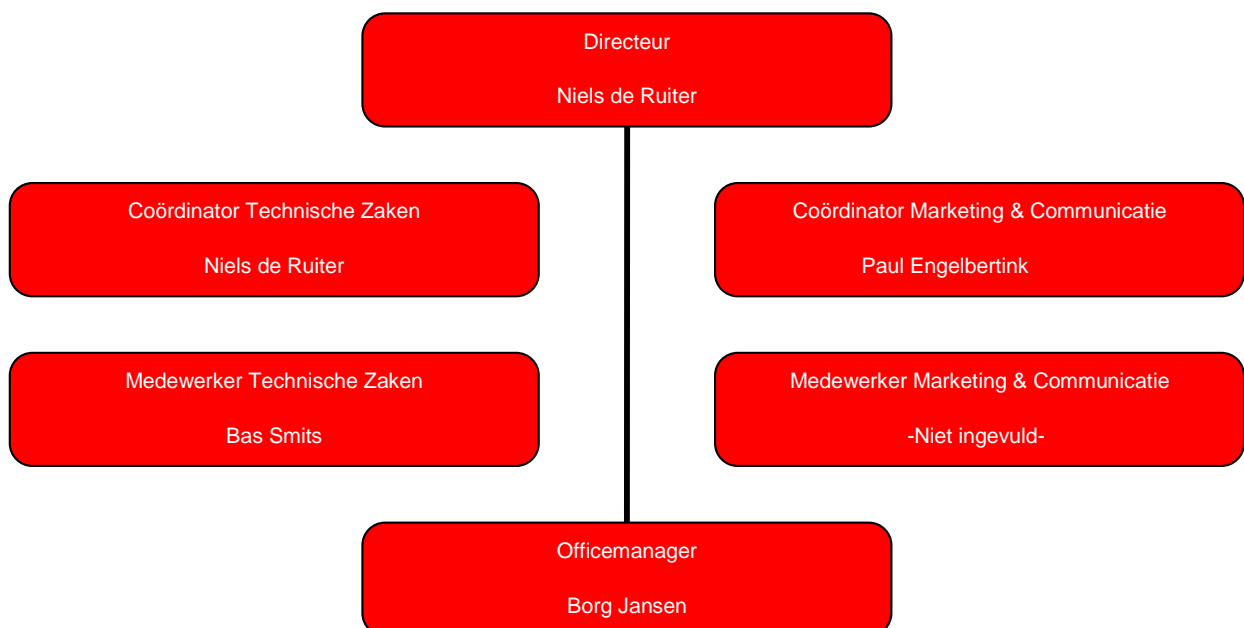 Directeur
Niels de Ruiter
Coördinator Technische Zaken
Niels de Ruiter
Coördinator Marketing & Communicatie
Paul Engelbertink
Medewerker Technische Zaken
Bas Smits
Medewerker Marketing & Communicatie
-Niet ingevuld-
Officemanager
Borg Jansen